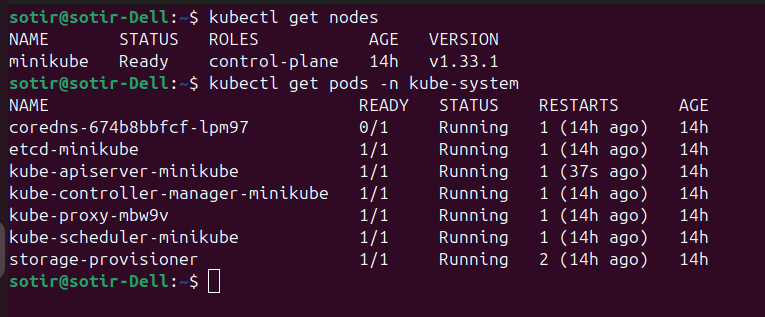 sotir@sotir-Dell:~$ kubectl get nodes
NAME       STATUS   ROLES           AGE   VERSION
minikube   Ready    control-plane   14h   v1.33.1
sotir@sotir-Dell:~$ kubectl get pods -n kube-system
NAME                               READY   STATUS    RESTARTS      AGE
coredns-674b8bbfcf-lpm97           0/1     Running   1 (14h ago)   14h
etcd-minikube                      1/1     Running   1 (14h ago)   14h
kube-apiserver-minikube            1/1     Running   1 (37s ago)   14h
kube-controller-manager-minikube   1/1     Running   1 (14h ago)   14h
kube-proxy-mbw9v                   1/1     Running   1 (14h ago)   14h
kube-scheduler-minikube            1/1     Running   1 (14h ago)   14h
storage-provisioner                1/1     Running   2 (14h ago)   14h
sotir@sotir-Dell:~$